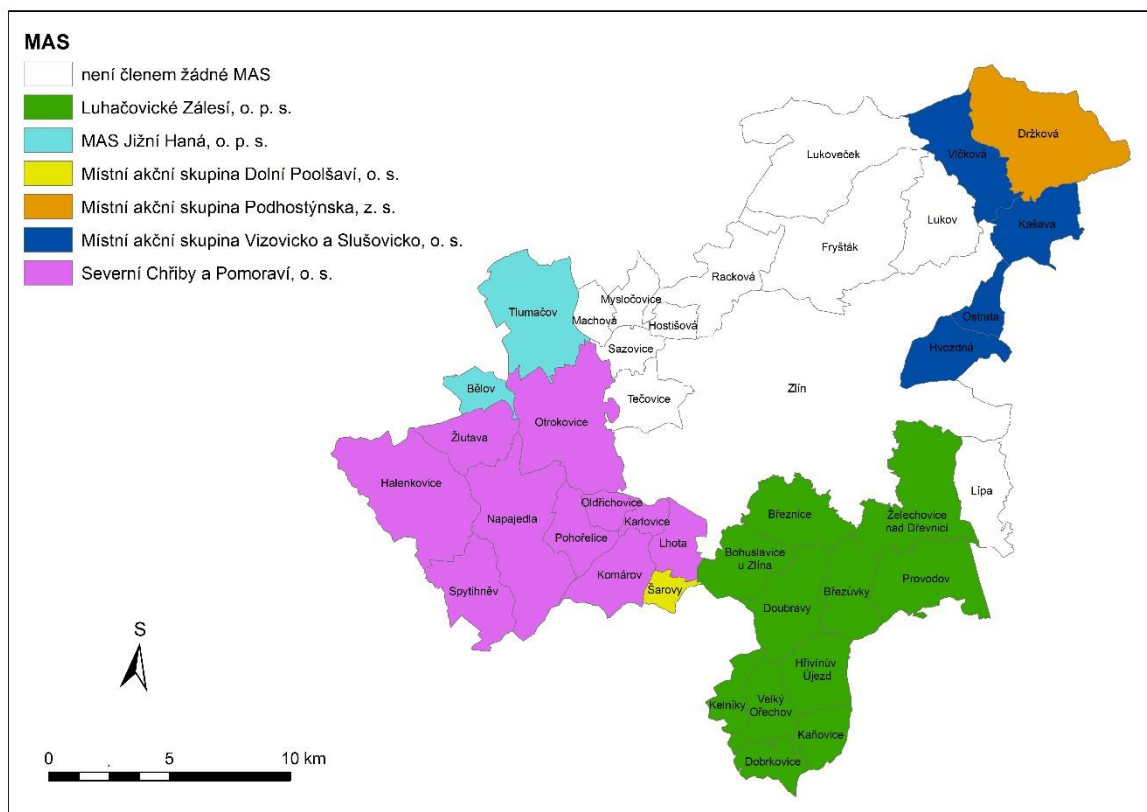 MAS
není členem žádné MAS
Luhačovické Zálesí, o. p. s.
MAS Jižní Haná, o. p. s.
Místní akční skupina Dolní Poolšaví, o. s.
Místní akční skupina Podhostýnska, z. s.
Místní akční skupina Vizovicko a Slušovicko, o. s.
Severní Chřiby a Pomoraví, o. s.
Držková
Vlčková
Lukoveček
Kašava
Lukov
Fryšták
Racková
Mysločovice
Tlumačov
Machová
Hostišová
Ostrata
Sazovice
Hvozdná
Bělov
Zlín
Tečovice
Otrokovice
Žlutava
Halenkovice
Lípa
Oldřichovice
Želechovice
nad Dřevnicí
Březnice
Napajedla
Karlovice
Pohořelice
Lhota
Bohuslavice
u Zlína
Komárov
Provodov
Spytihněv
Šarovy
Březůvky
Doubravy
Hřivínův
Újezd
Kelníky
Velký
Ořechov
Kaňovice
Dobrkovice
S
0 5 10 km